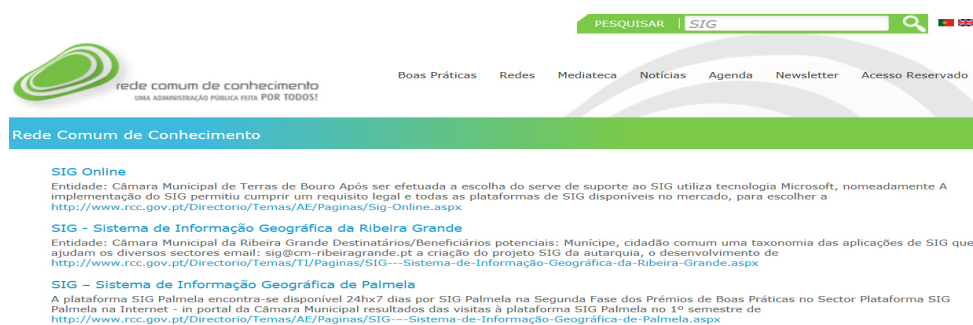 PESQUISAR | SIG
rede comum de conhecimento
UMA ADMINISTRAÇÃO PÚBLICA FEITA POR TODOS!
Boas Práticas Redes Mediateca Notícias Agenda Newsletter Acesso Reservado
Rede Comum de Conhecimento
SIG Online
Entidade: Câmara Municipal de Terras de Bouro Após ser efetuada a escolha do serve de suporte ao SIG utiliza tecnologia Microsoft, nomeadamente A
implementação do SIG permitiu cumprir um requisito legal e todas as plataformas de SIG disponíveis no mercado, para escolher a
http://www.rcc.gov.pt/Directorio/Temas/AE/Paginas/Sig-Online.aspx
SIG - Sistema de Informação Geográfica da Ribeira Grande
Entidade: Câmara Municipal da Ribeira Grande Destinatários/Beneficiários potenciais: Munícipe, cidadão comum uma taxonomia das aplicações de SIG que
ajudam os diversos sectores email: sig@cm-ribeiragrande.pt a criação do projeto SIG da autarquia, o desenvolvimento de
http://www.rcc.gov.pt/Directorio/Temas/TI/Paginas/SIG---Sistema-de-Informação-Geográfica-da-Ribeira-Grande.aspx
SIG – Sistema de Informação Geográfica de Palmela
A plataforma SIG Palmela encontra-se disponível 24hx7 dias por SIG Palmela na Segunda Fase dos Prémios de Boas Práticas no Sector Plataforma SIG
Palmela na Internet - in portal da Câmara Municipal resultados das visitas à plataforma SIG Palmela no 1º semestre de
http://www.rcc.gov.pt/Directorio/Temas/AE/Paginas/SIG-–-Sistema-de-Informação-Geográfica-de-Palmela.aspx